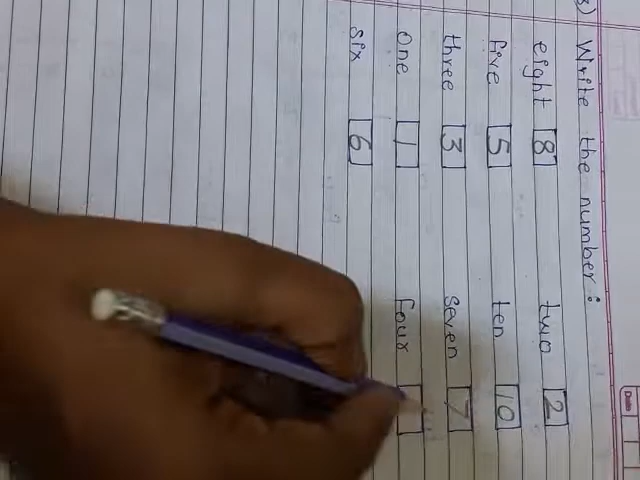 3) Write the number:
eight 8 two 2
five 5 ten 10
three 3 seven 7
one 1 four
six 6
Date